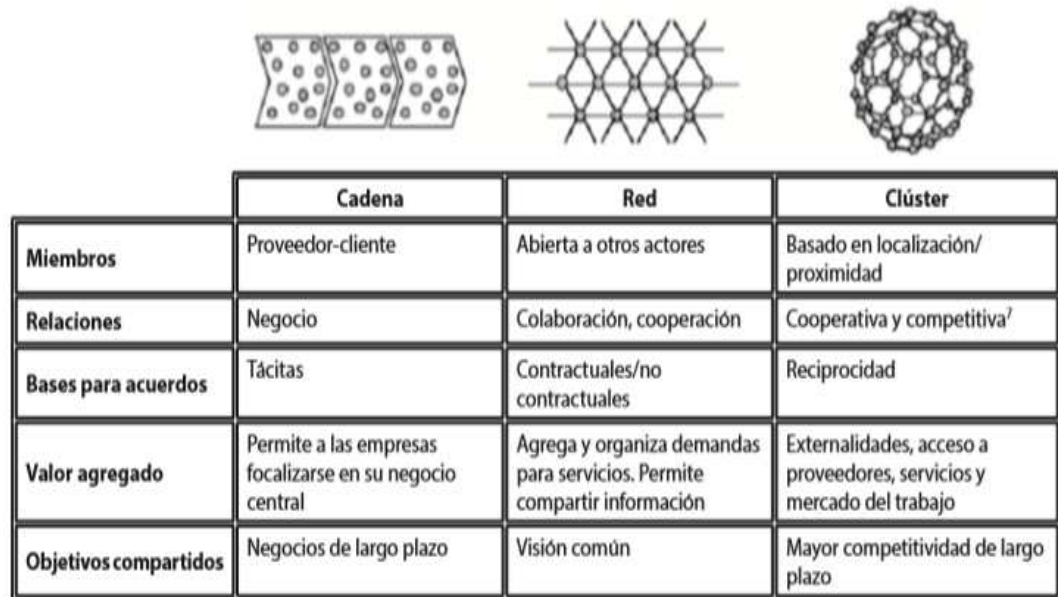 Cadena
Red
Clúster
Miembros
Proveedor-cliente
Abierta a otros actores
Basado en localización/
proximidad
Relaciones
Negocio
Colaboración, cooperación
Cooperativa y competitiva⁷
Bases para acuerdos
Tácitas
Contractuales/no
contractuales
Reciprocidad
Valor agregado
Permite a las empresas
focalizarse en su negocio
central
Agrega y organiza demandas
para servicios. Permite
compartir información
Externalidades, acceso a
proveedores, servicios y
mercado del trabajo
Objetivos compartidos
Negocios de largo plazo
Visión común
Mayor competitividad de largo
plazo